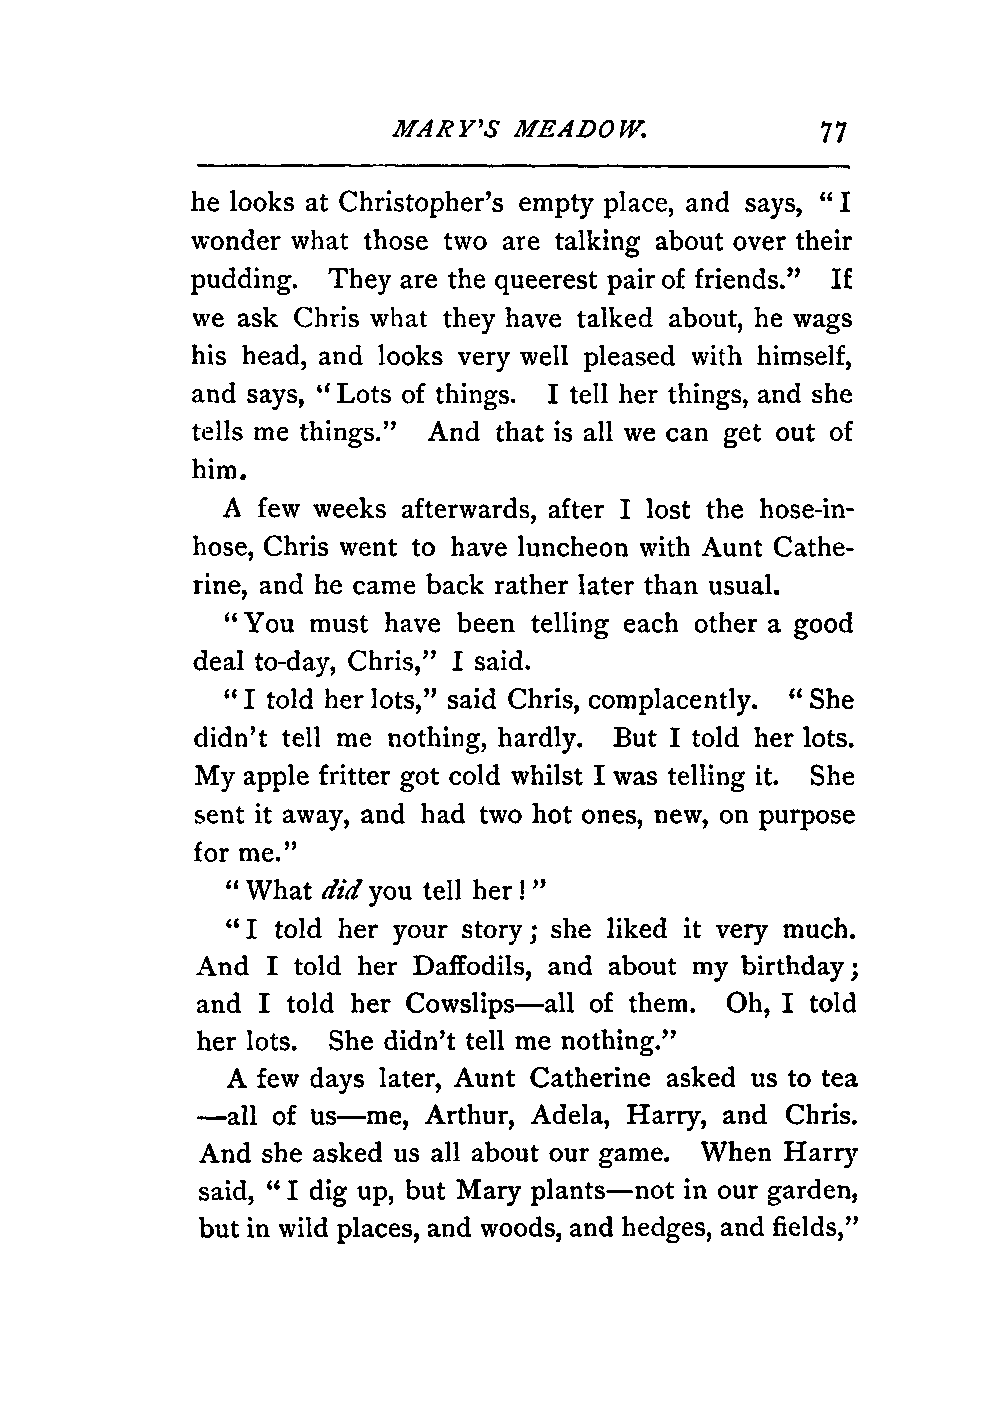 MARY'S MEADOW. 77
he looks at Christopher's empty place, and says, “I
wonder what those two are talking about over their
pudding. They are the queerest pair of friends.” If
we ask Chris what they have talked about, he wags
his head, and looks very well pleased with himself,
and says, “Lots of things. I tell her things, and she
tells me things.” And that is all we can get out of
him.
A few weeks afterwards, after I lost the hose-in-
hose, Chris went to have luncheon with Aunt Cathe-
rine, and he came back rather later than usual.
“You must have been telling each other a good
deal to-day, Chris,” I said.
“I told her lots,” said Chris, complacently. “She
didn't tell me nothing, hardly. But I told her lots.
My apple fritter got cold whilst I was telling it. She
sent it away, and had two hot ones, new, on purpose
for me.”
“What did you tell her!”
“I told her your story; she liked it very much.
And I told her Daffodils, and about my birthday;
and I told her Cowslips—all of them. Oh, I told
her lots. She didn't tell me nothing.”
A few days later, Aunt Catherine asked us to tea
—all of us—me, Arthur, Adela, Harry, and Chris.
And she asked us all about our game. When Harry
said, “I dig up, but Mary plants—not in our garden,
but in wild places, and woods, and hedges, and fields,”